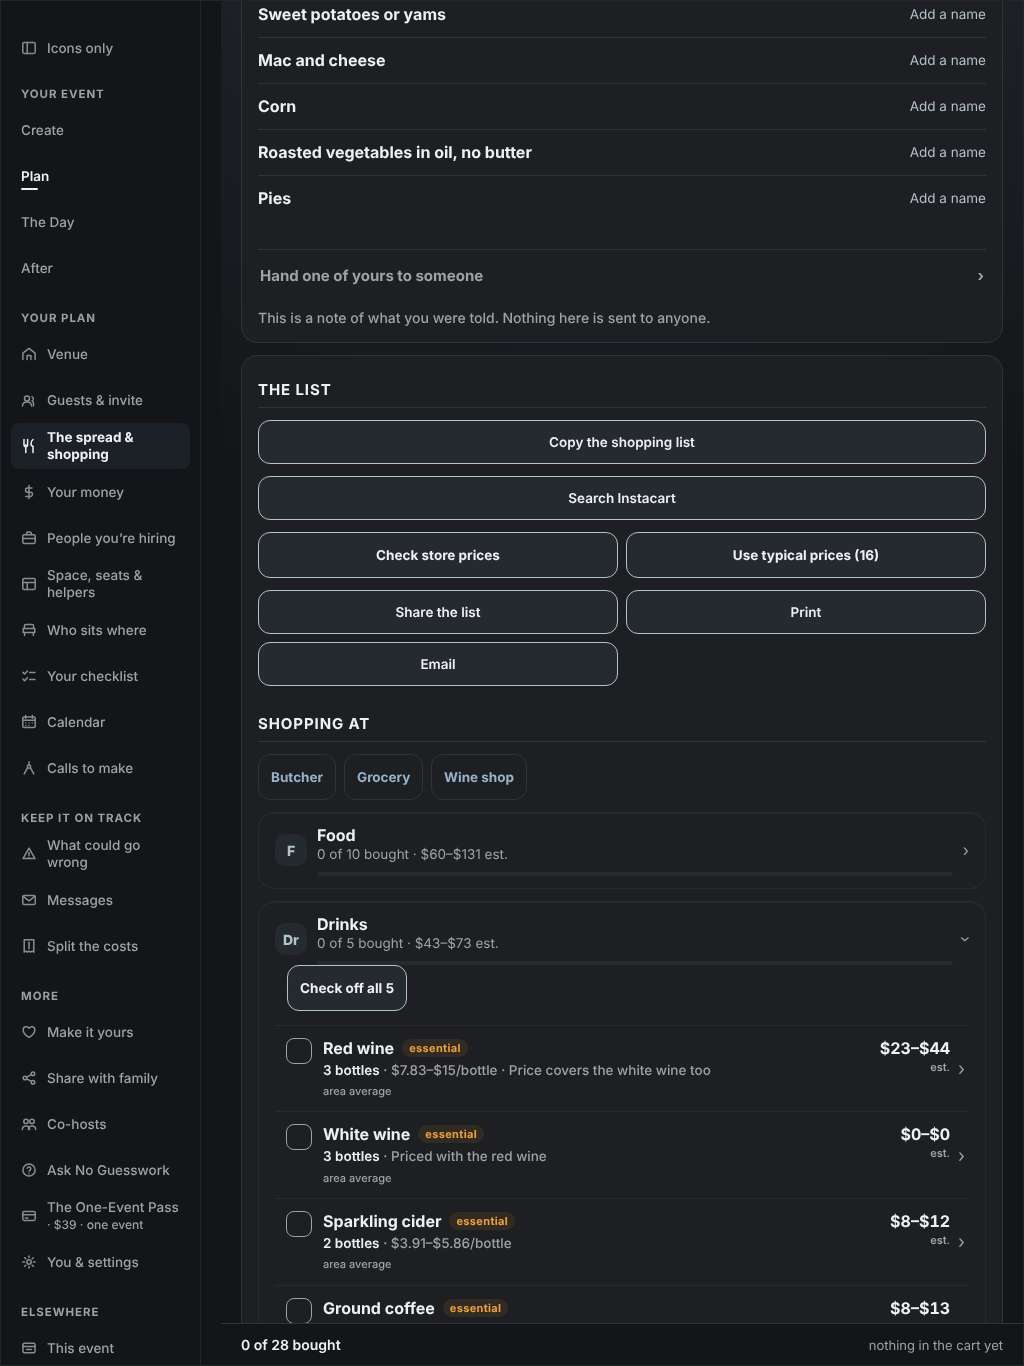 Icons only
YOUR EVENT
Create
Plan
The Day
After
YOUR PLAN
Venue
Guests & invite
The spread &
shopping
Your money
People you're hiring
Space, seats &
helpers
Who sits where
Your checklist
Calendar
Calls to make
KEEP IT ON TRACK
What could go
wrong
Messages
Split the costs
MORE
Make it yours
Share with family
Co-hosts
Ask No Guesswork
The One-Event Pass
· $39 · one event
You & settings
ELSEWHERE
This event
Sweet potatoes or yams Add a name
Mac and cheese Add a name
Corn Add a name
Roasted vegetables in oil, no butter Add a name
Pies Add a name
Hand one of yours to someone ›
This is a note of what you were told. Nothing here is sent to anyone.
THE LIST
Copy the shopping list
Search Instacart
Check store prices Use typical prices (16)
Share the list Print
Email
SHOPPING AT
Butcher Grocery Wine shop
F Food
0 of 10 bought · $60–$131 est.
Dr Drinks
0 of 5 bought · $43–$73 est.
Check off all 5
Red wine essential $23–$44
3 bottles · $7.83–$15/bottle · Price covers the white wine too est.
area average
White wine essential $0–$0
3 bottles · Priced with the red wine est.
area average
Sparkling cider essential $8–$12
2 bottles · $3.91–$5.86/bottle est.
area average
Ground coffee essential $8–$13
0 of 28 bought nothing in the cart yet